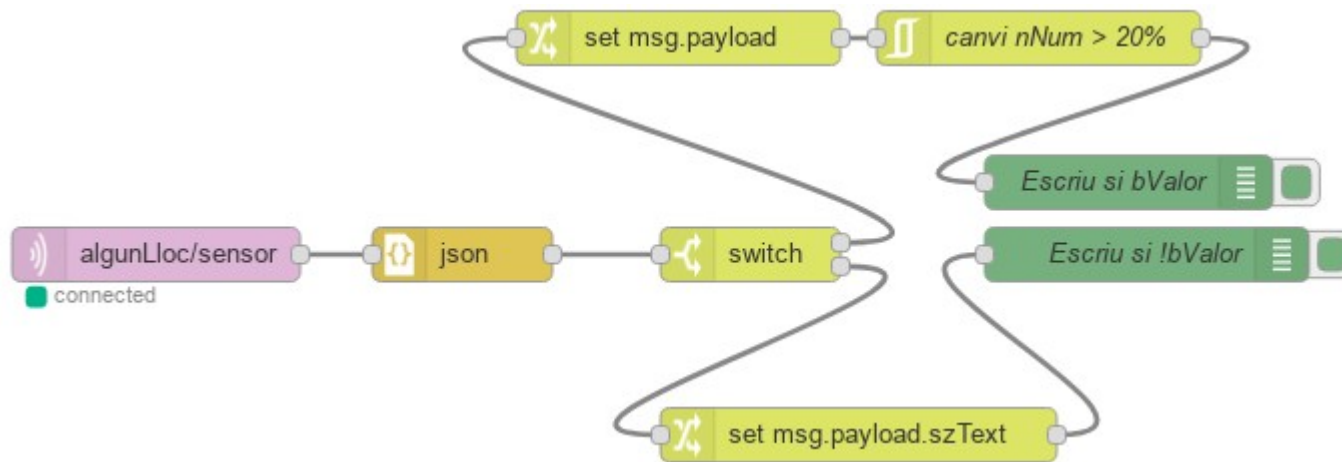 set msg.payload
canvi nNum > 20%
Escriu si bValor
algunLloc/sensor
json
switch
Escriu si !bValor
connected
set msg.payload.szText